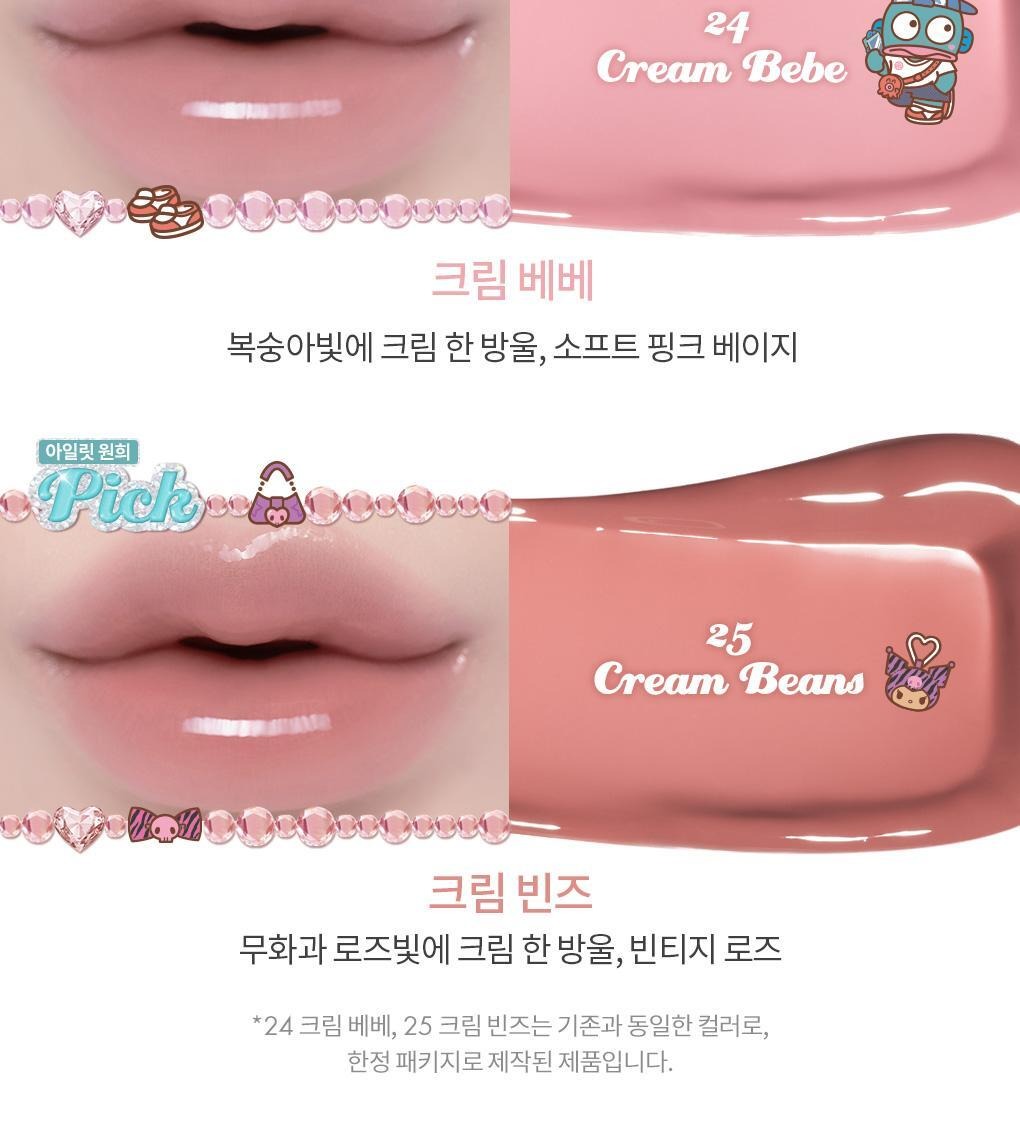 24
Cream Bebe
크림 베베
복숭아빛에 크림 한 방울, 소프트 핑크 베이지
아일릿 원희
Pick
25
Cream Beans
크림 빈즈
무화과 로즈빛에 크림 한 방울, 빈티지 로즈
*24 크림 베베, 25 크림 빈즈는 기존과 동일한 컬러로,
한정 패키지로 제작된 제품입니다.